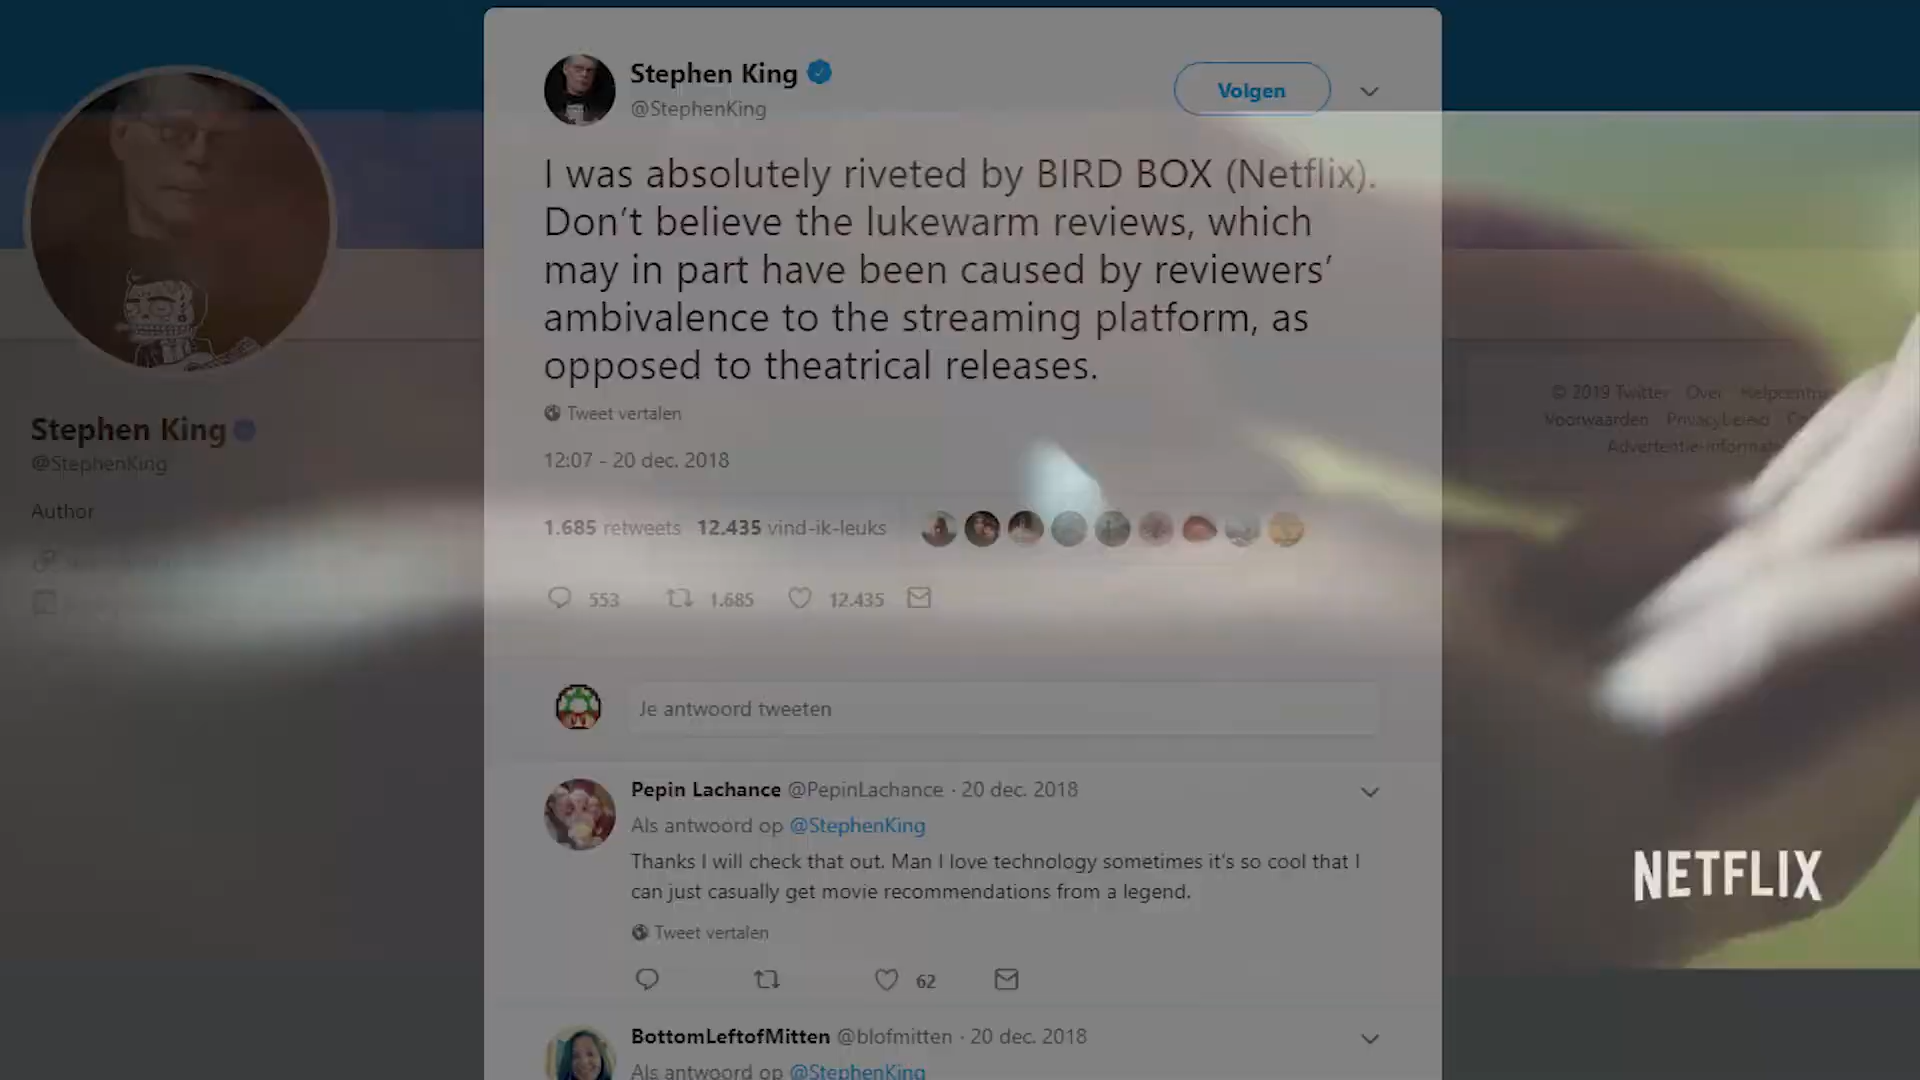 Stephen King
@StephenKing
Volgen
I was absolutely riveted by BIRD BOX (Netflix).
Don’t believe the lukewarm reviews, which
may in part have been caused by reviewers’
ambivalence to the streaming platform, as
opposed to theatrical releases.
Tweet vertalen
12:07 - 20 dec. 2018
1.685 retweets 12.435 vind-ik-leuks
553 1.685 12.435
Je antwoord tweeten
Pepin Lachance @PepinLachance · 20 dec. 2018
Als antwoord op @StephenKing
Thanks I will check that out. Man I love technology sometimes it’s so cool that I
can just casually get movie recommendations from a legend.
Tweet vertalen
62
BottomLeftofMitten @blofmitten · 20 dec. 2018
Als antwoord op @StephenKing
Stephen King
@StephenKing
Author
© 2019 Twitter Over
Voorwaarden Privacybeleid
NETFLIX